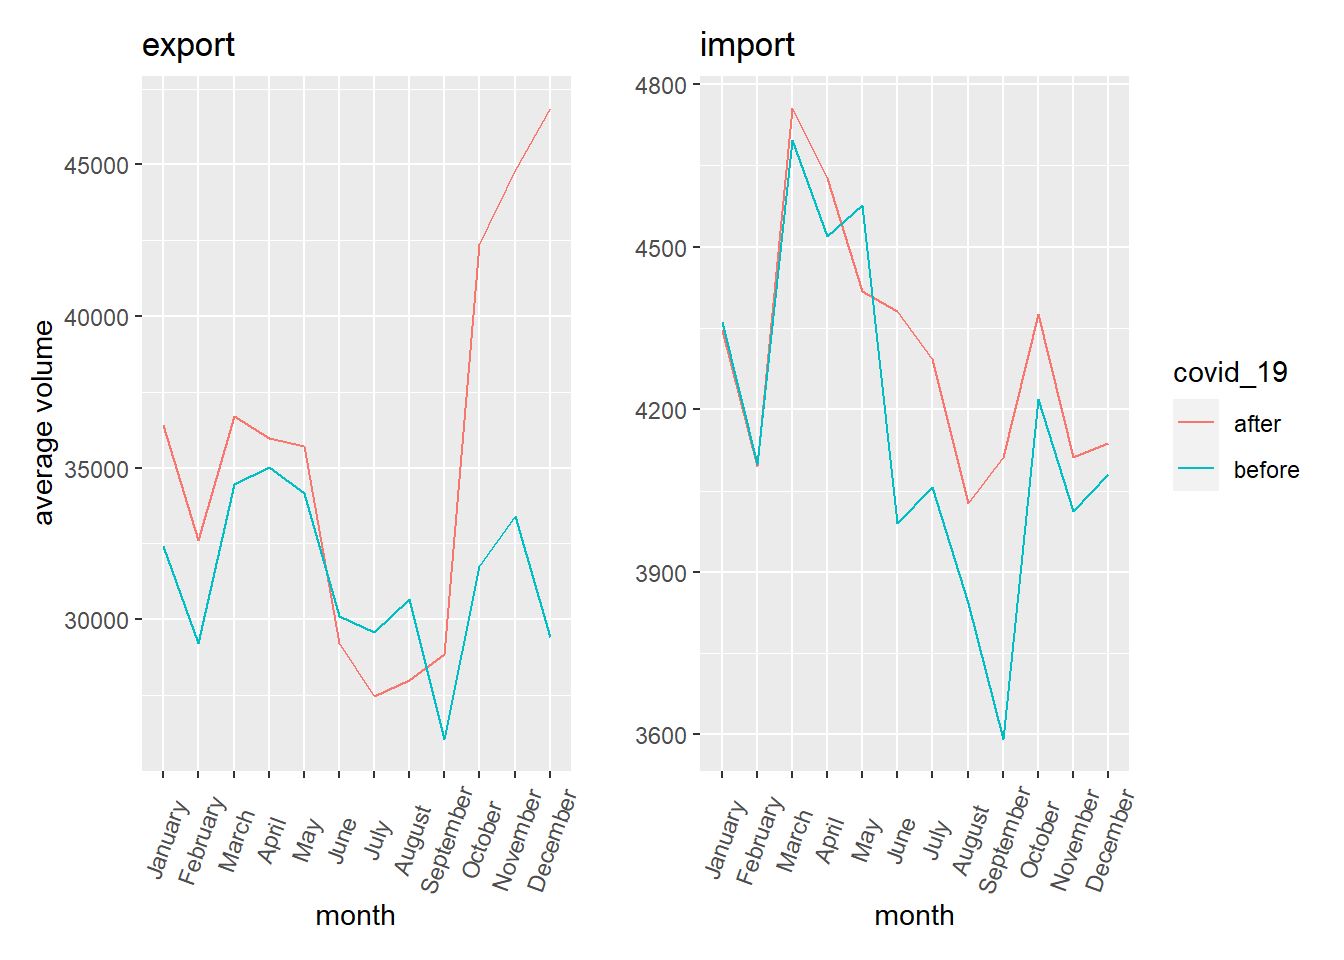 export
45000
40000
35000
30000
average volume
January
February
March
April
May
June
July
August
September
October
November
December
month
import
4800
4500
4200
3900
3600
January
February
March
April
May
June
July
August
September
October
November
December
month
covid_19
after
before